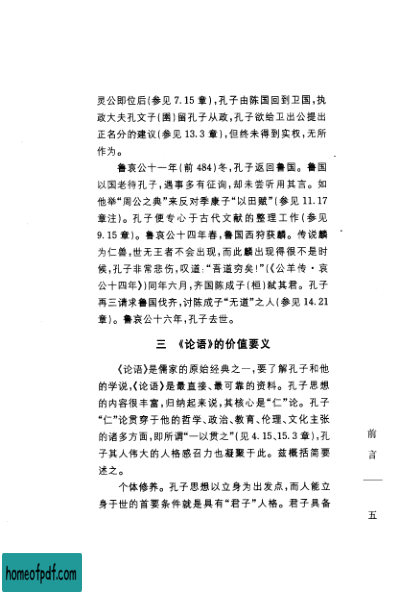 灵公即位后(参见 7.15 章),孔子由陈国回到卫国,执
政大夫孔文子(圉)留孔子从政,孔子欲给卫出公提出
正名分的建议(参见 13.3 章),但终未得到实权,无所
作为。
鲁哀公十一年(前 484)冬,孔子返回鲁国。鲁国
以国老待孔子,遇事多有征询,却未尝听用其言。如
他举“周公之典”来反对季康子“以田赋”(参见 11.17
章注)。孔子便专心于古代文献的整理工作(参见
9.15 章)。鲁哀公十四年春,鲁国西狩获麟。传说麟
为仁兽,世无王者不会出现,而此麟出现得很不是时
候,孔子非常悲伤,叹道:“吾道穷矣!”(《公羊传·哀
公十四年》)同年六月,齐国陈成子(桓)弑其君。孔子
再三请求鲁国伐齐,讨陈成子“无道”之人(参见 14.21
章)。鲁哀公十六年,孔子去世。
三 《论语》的价值要义
《论语》是儒家的原始经典之一,要了解孔子和他
的学说,《论语》是最直接、最可靠的资料。孔子思想
的内容很丰富,归纳起来说,其核心是“仁”论。孔子
“仁”论贯穿于他的哲学、政治、教育、伦理、文化主张
的诸多方面,即所谓“一以贯之”(见 4.15、15.3 章),孔
子其人伟大的人格感召力也凝聚于此。兹概括简要
述之。
个体修养。孔子思想以立身为出发点,而人能立
身于世的首要条件就是具有“君子”人格。君子具备
前言
五
homeofpdf.com